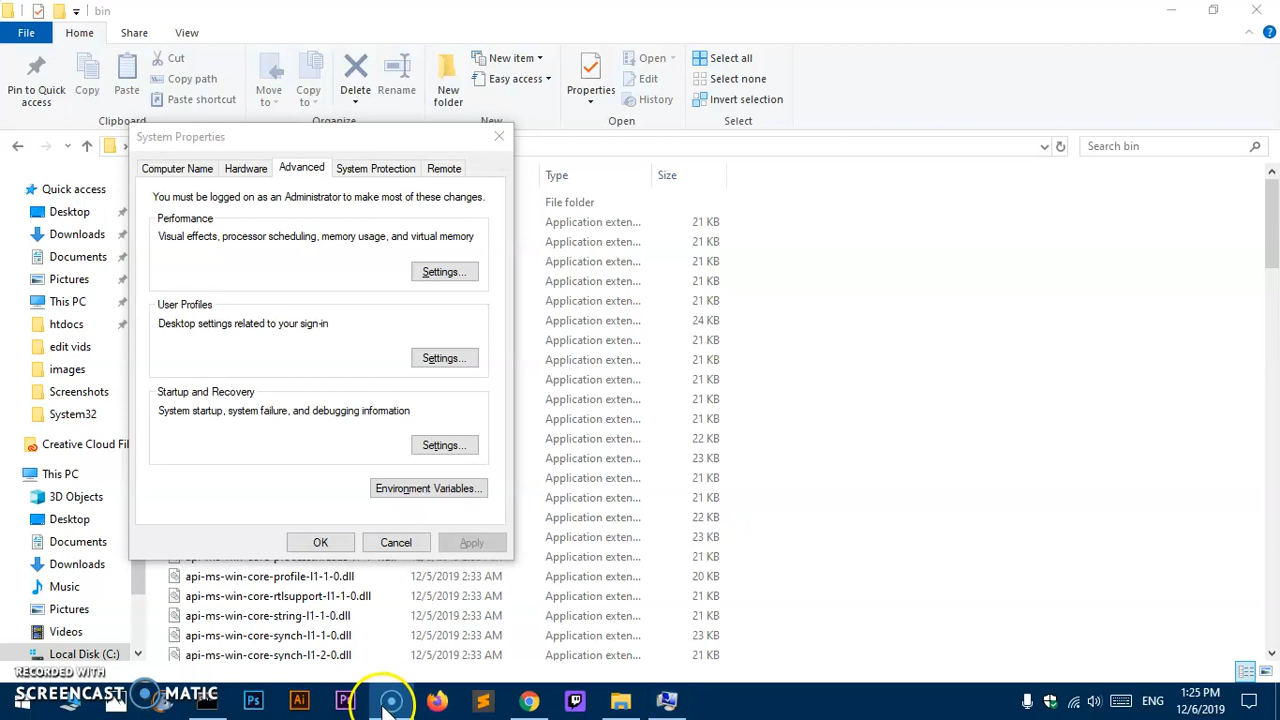 bin
File Home Share View
Pin to Quick access
Copy
Paste
Cut
Copy path
Paste shortcut
Clipboard
Move to
Copy to
Delete
Rename
Organize
New folder
New item
Easy access
New
Properties
Open
Edit
History
Open
Select all
Select none
Invert selection
Select
Search bin
System Properties
Computer Name Hardware Advanced System Protection Remote
You must be logged on as an Administrator to make most of these changes.
Performance
Visual effects, processor scheduling, memory usage, and virtual memory
Settings...
User Profiles
Desktop settings related to your sign-in
Settings...
Startup and Recovery
System startup, system failure, and debugging information
Settings...
Environment Variables...
OK Cancel Apply
Quick access
Desktop
Downloads
Documents
Pictures
This PC
htdocs
edit vids
images
Screenshots
System32
Creative Cloud Fil
This PC
3D Objects
Desktop
Documents
Downloads
Music
Pictures
Videos
Local Disk (C:)
Type Size
File folder
Application exten... 21 KB
Application exten... 21 KB
Application exten... 21 KB
Application exten... 21 KB
Application exten... 21 KB
Application exten... 24 KB
Application exten... 21 KB
Application exten... 21 KB
Application exten... 21 KB
Application exten... 21 KB
Application exten... 21 KB
Application exten... 22 KB
Application exten... 23 KB
Application exten... 21 KB
Application exten... 21 KB
Application exten... 22 KB
Application exten... 23 KB
Application exten... 21 KB
api-ms-win-core-profile-l1-1-0.dll 12/5/2019 2:33 AM Application exten... 20 KB
api-ms-win-core-rtlsupport-l1-1-0.dll 12/5/2019 2:33 AM Application exten... 21 KB
api-ms-win-core-string-l1-1-0.dll 12/5/2019 2:33 AM Application exten... 21 KB
api-ms-win-core-synch-l1-1-0.dll 12/5/2019 2:33 AM Application exten... 23 KB
api-ms-win-core-synch-l1-2-0.dll 12/5/2019 2:33 AM Application exten... 21 KB
RECORDED WITH
SCREENCAST MATIC
Ps Ai Pr
ENG
1:25 PM
12/6/2019